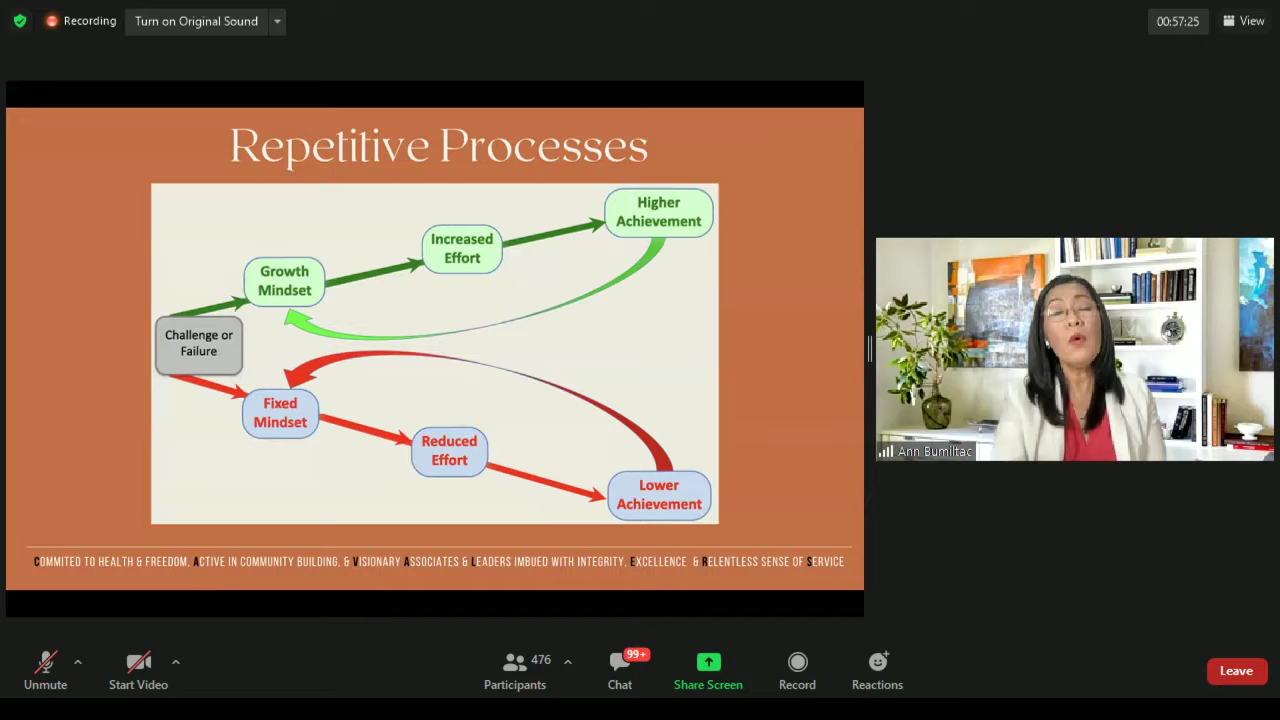 Recording
Turn on Original Sound
00:57:25
View
Repetitive Processes
Higher
Achievement
Increased
Effort
Growth
Mindset
Challenge or
Failure
Fixed
Mindset
Reduced
Effort
Lower
Achievement
COMMITED TO HEALTH & FREEDOM, ACTIVE IN COMMUNITY BUILDING, & VISIONARY ASSOCIATES & LEADERS IMBUED WITH INTEGRITY, EXCELLENCE & RELENTLESS SENSE OF SERVICE
Ann Bumiltac
Unmute
Start Video
476
Participants
99+
Chat
Share Screen
Record
Reactions
Leave